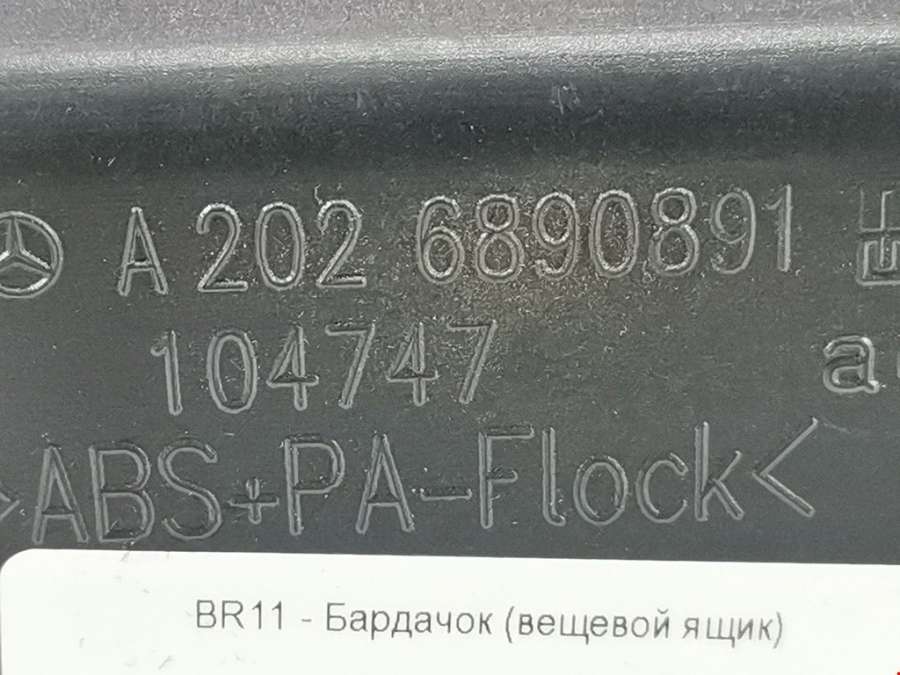 A 202 6890891
104747
>ABS+PA-Flock<
BR11 - Бардачок (вещевой ящик)